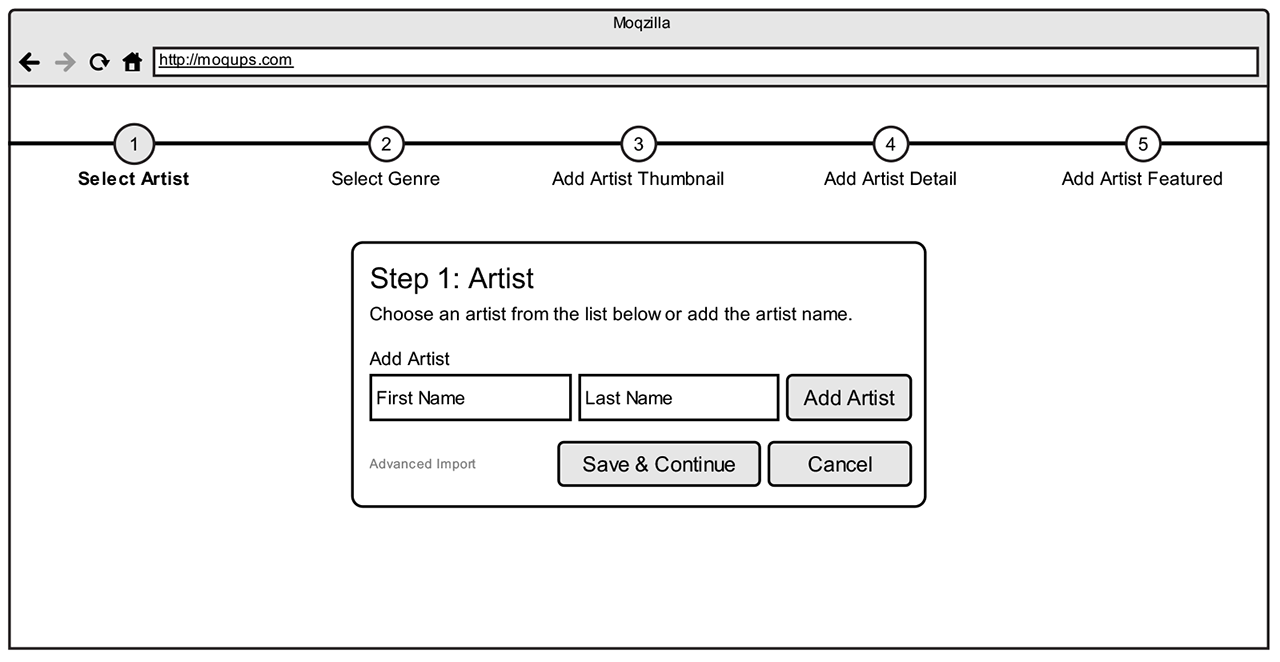 Moqzilla
http://moqups.com
1 2 3 4 5
Select Artist Select Genre Add Artist Thumbnail Add Artist Detail Add Artist Featured
Step 1: Artist
Choose an artist from the list below or add the artist name.
Add Artist
First Name Last Name Add Artist
Advanced Import Save & Continue Cancel